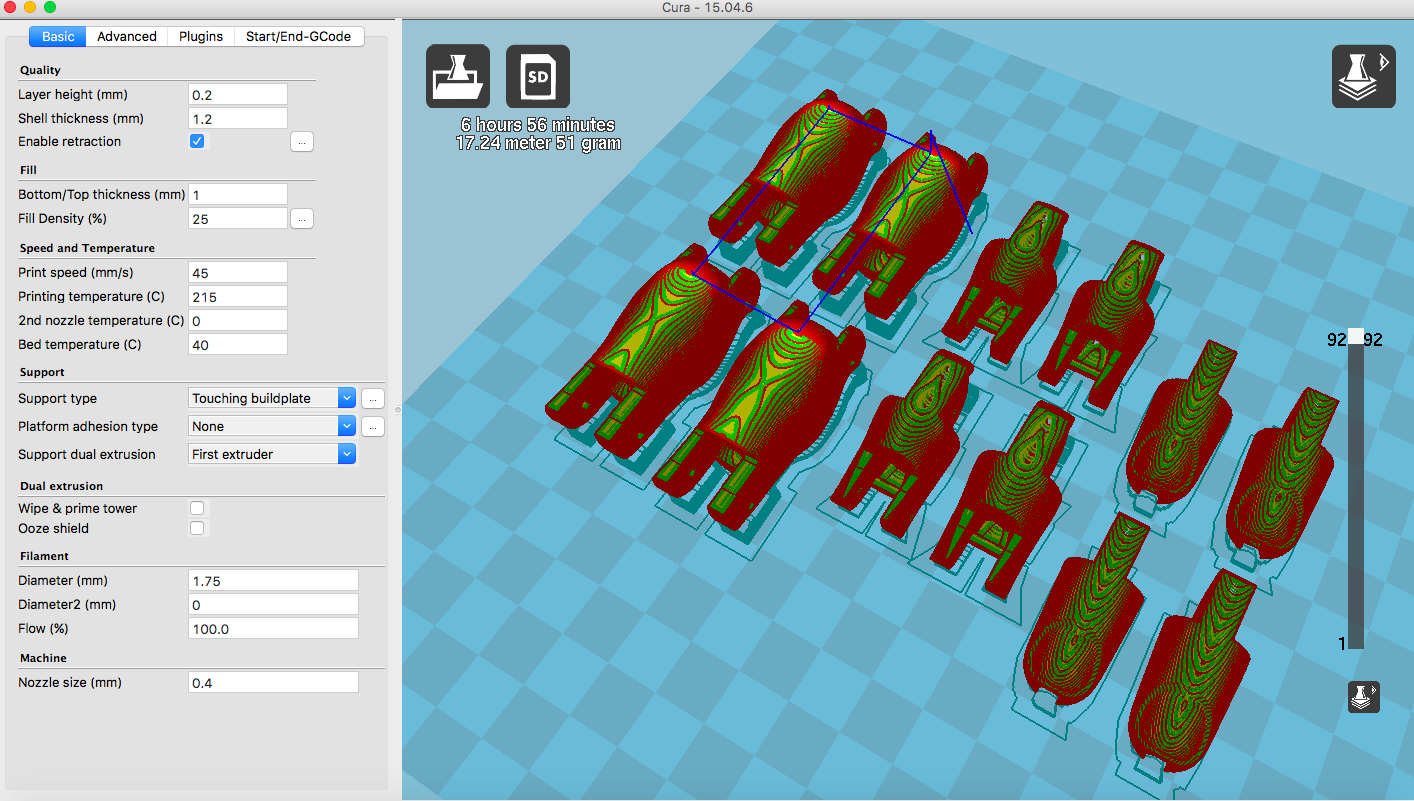 Cura - 15.04.6
Basic Advanced Plugins Start/End-GCode
Quality
Layer height (mm) 0.2
Shell thickness (mm) 1.2
Enable retraction ...
Fill
Bottom/Top thickness (mm) 1
Fill Density (%) 25 ...
Speed and Temperature
Print speed (mm/s) 45
Printing temperature (C) 215
2nd nozzle temperature (C) 0
Bed temperature (C) 40
Support
Support type Touching buildplate ...
Platform adhesion type None ...
Support dual extrusion First extruder
Dual extrusion
Wipe & prime tower
Ooze shield
Filament
Diameter (mm) 1.75
Diameter2 (mm) 0
Flow (%) 100.0
Machine
Nozzle size (mm) 0.4
SD
6 hours 56 minutes
17.24 meter 51 gram
92 92
1